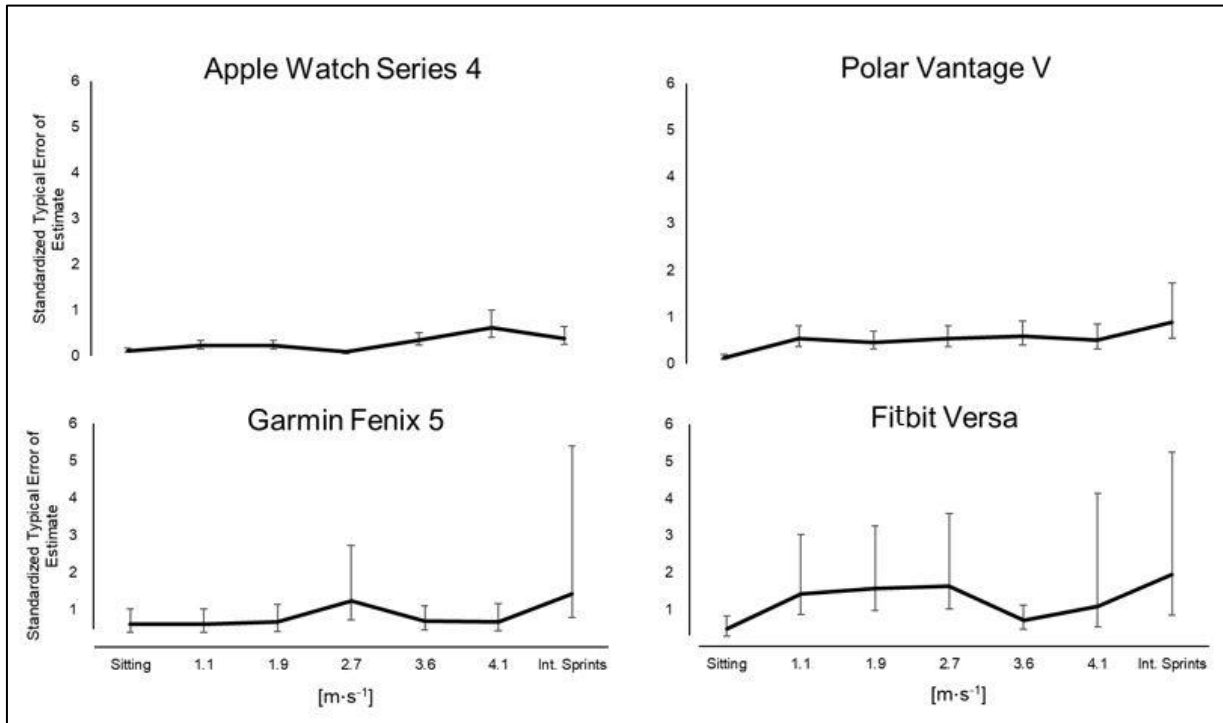 Apple Watch Series 4
Standardized Typical Error of
Estimate
6
5
4
3
2
1
0
Polar Vantage V
6
5
4
3
2
1
0
Garmin Fenix 5
Standardized Typical Error of
Estimate
6
5
4
3
2
1
Sitting 1.1 1.9 2.7 3.6 4.1 Int. Sprints
[m·s⁻¹]
Fitbit Versa
6
5
4
3
2
1
Sitting 1.1 1.9 2.7 3.6 4.1 Int. Sprints
[m·s⁻¹]